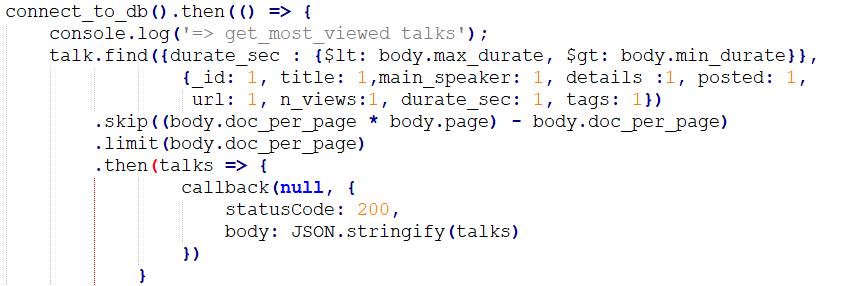 connect_to_db().then(() => {
    console.log('=> get_most_viewed talks');
    talk.find({durate_sec : {$lt: body.max_durate, $gt: body.min_durate}},
                {_id: 1, title: 1,main_speaker: 1, details :1, posted: 1,
                 url: 1, n_views:1, durate_sec: 1, tags: 1})
        .skip((body.doc_per_page * body.page) - body.doc_per_page)
        .limit(body.doc_per_page)
        .then(talks => {
                callback(null, {
                    statusCode: 200,
                    body: JSON.stringify(talks)
                })
            }